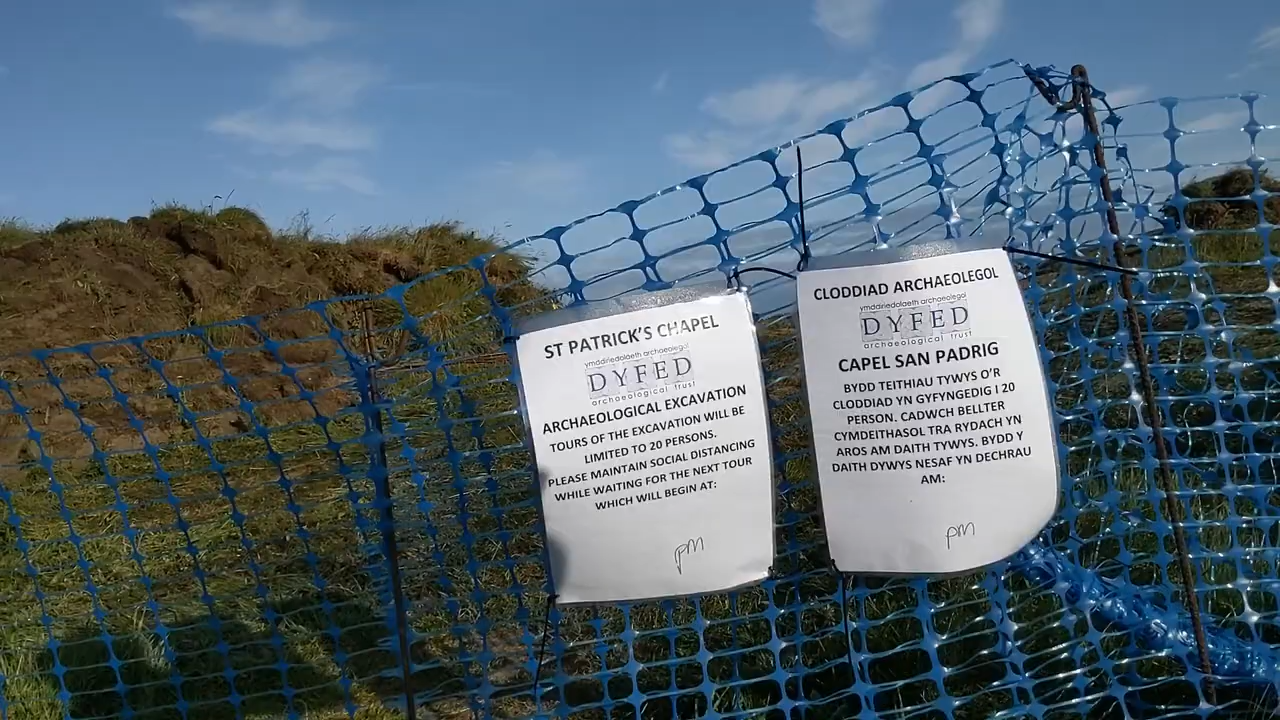 ST PATRICK'S CHAPEL
ymddiriedolaeth archaeolegol
DYFED
archaeological trust
ARCHAEOLOGICAL EXCAVATION
TOURS OF THE EXCAVATION WILL BE
LIMITED TO 20 PERSONS.
PLEASE MAINTAIN SOCIAL DISTANCING
WHILE WAITING FOR THE NEXT TOUR
WHICH WILL BEGIN AT:
pm
CLODDIAD ARCHAEOLEGOL
ymddiriedolaeth archaeolegol
DYFED
archaeological trust
CAPEL SAN PADRIG
BYDD TEITHIAU TYWYS O'R
CLODDIAD YN GYFYNGEDIG I 20
PERSON. CADWCH BELLTER
CYMDEITHASOL TRA RYDACH YN
AROS AM DAITH TYWYS. BYDD Y
DAITH DYWYS NESAF YN DECHRAU
AM:
pm